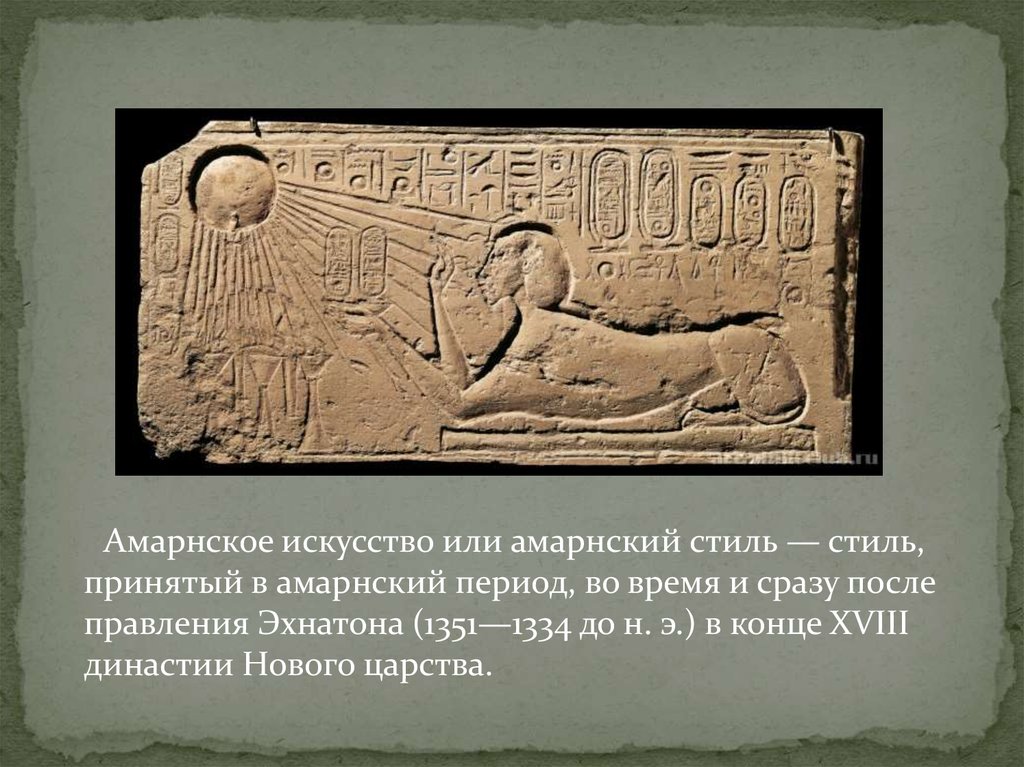 Амарнское искусство или амарнский стиль — стиль,
принятый в амарнский период, во время и сразу после
правления Эхнатона (1351—1334 до н. э.) в конце XVIII
династии Нового царства.